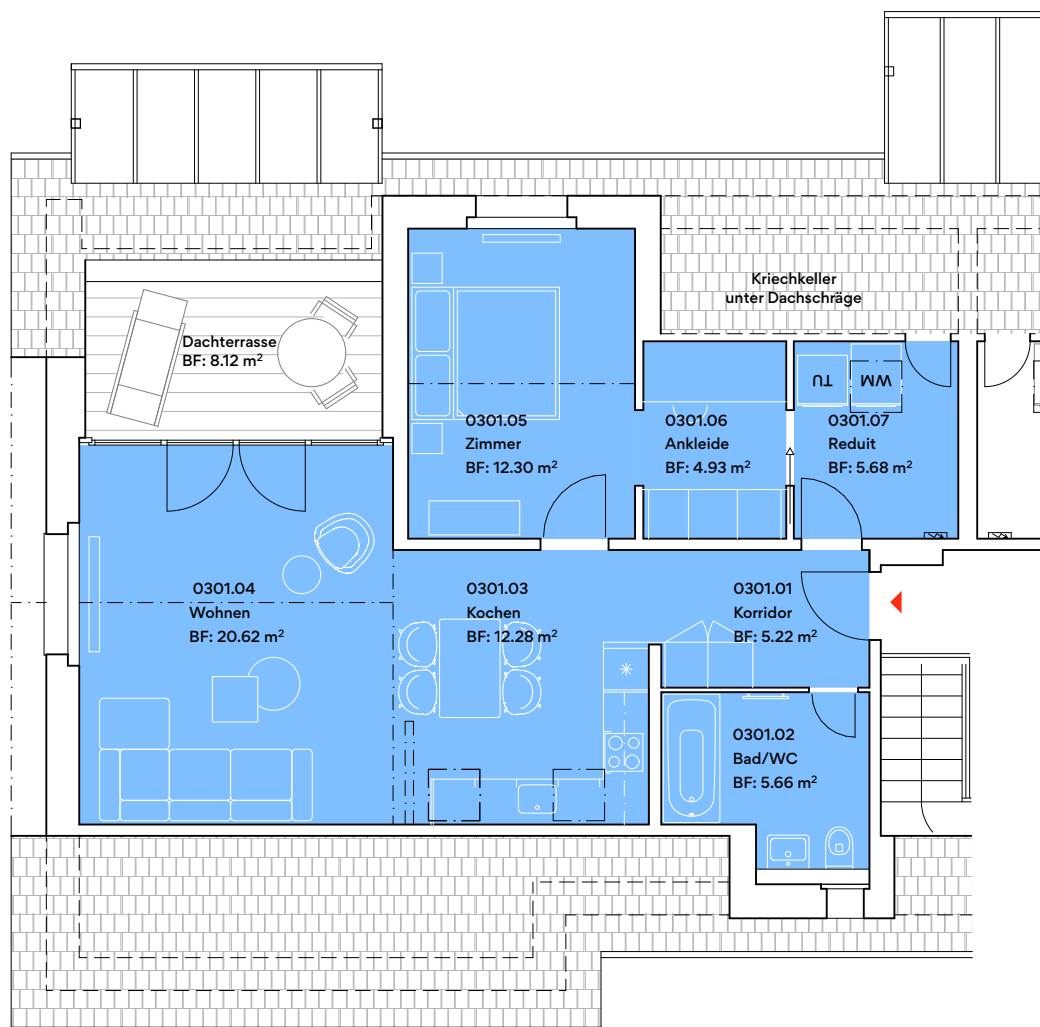 Kriechkeller
unter Dachschräge
Dachterrasse
BF: 8.12 m²
TU
WM
0301.05
Zimmer
BF: 12.30 m²
0301.06
Ankleide
BF: 4.93 m²
0301.07
Reduit
BF: 5.68 m²
0301.04
Wohnen
BF: 20.62 m²
0301.03
Kochen
BF: 12.28 m²
0301.01
Korridor
BF: 5.22 m²
0301.02
Bad/WC
BF: 5.66 m²